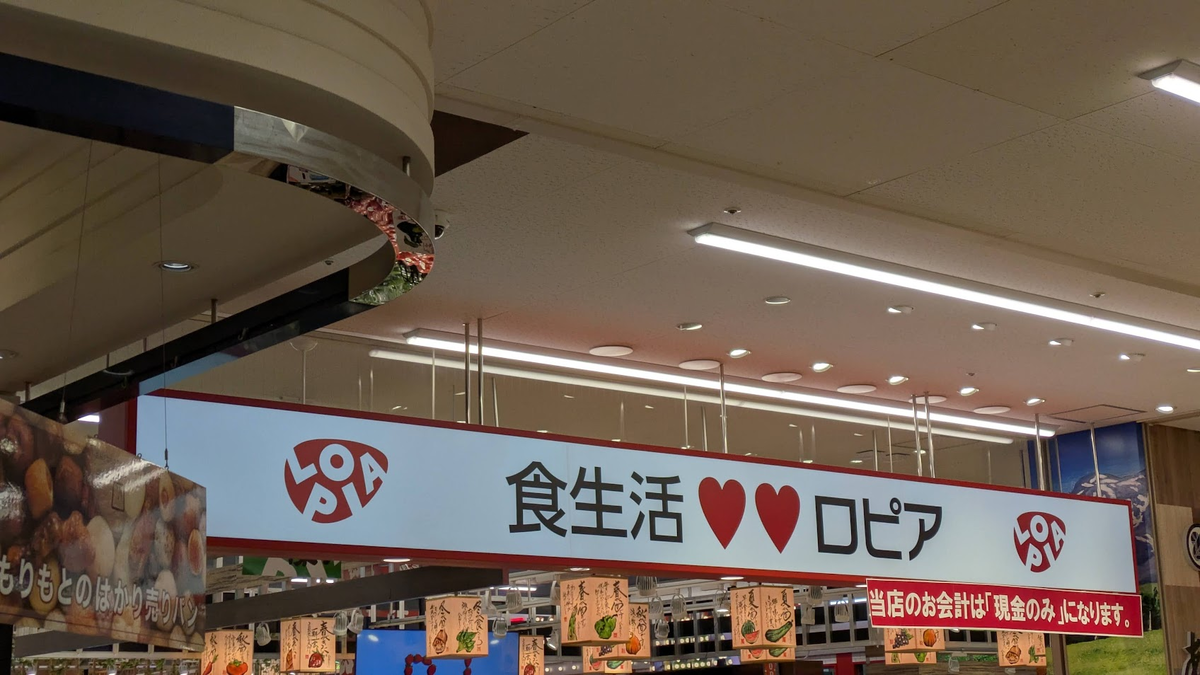 LOPIA
食生活♥♥ロピア
LOPIA
当店のお会計は「現金のみ」になります。
もりもとのはかり売りパン